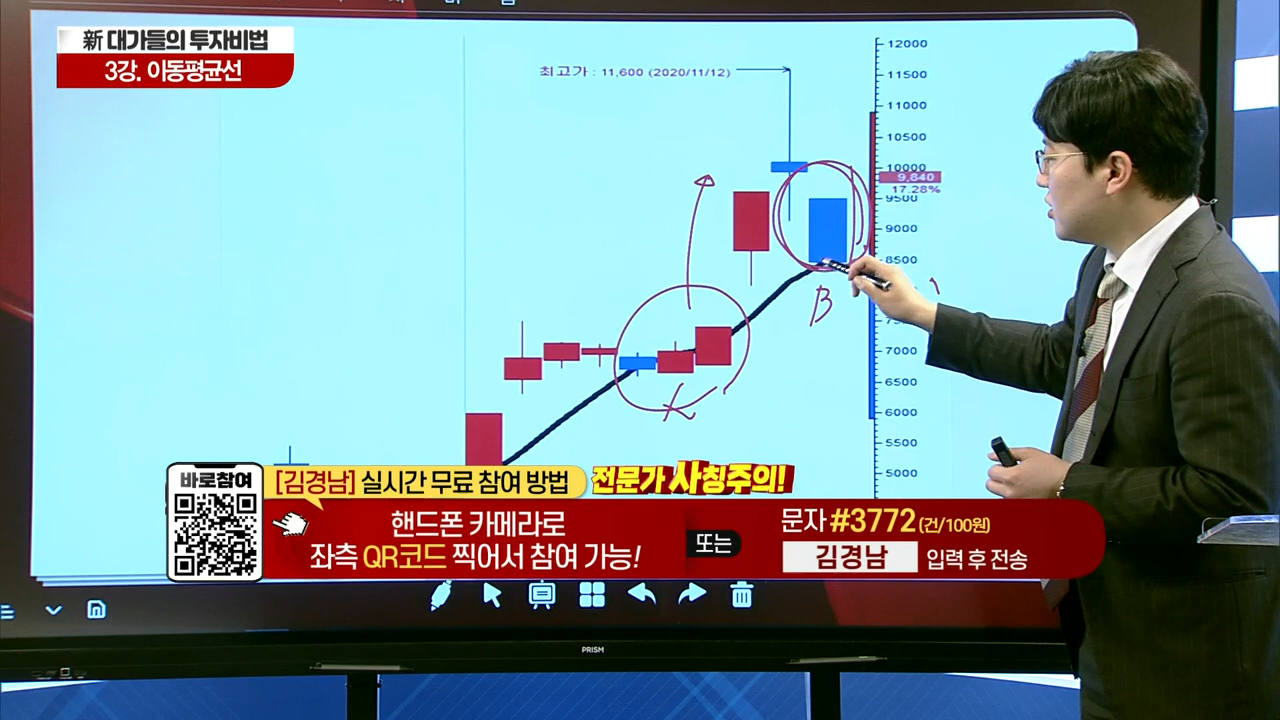 新 대가들의 투자비법
3강. 이동평균선
최고가 : 11,600 (2020/11/12)
12000
11500
11000
10500
10000
9,840
17.28%
9500
9000
8500
7000
6500
6000
5500
5000
B
바로참여
[김경남] 실시간 무료 참여 방법
전문가 사칭주의!
핸드폰 카메라로
좌측 QR코드 찍어서 참여 가능!
또는
문자 #3772 (건/100원)
김경남 입력 후 전송
PRISM